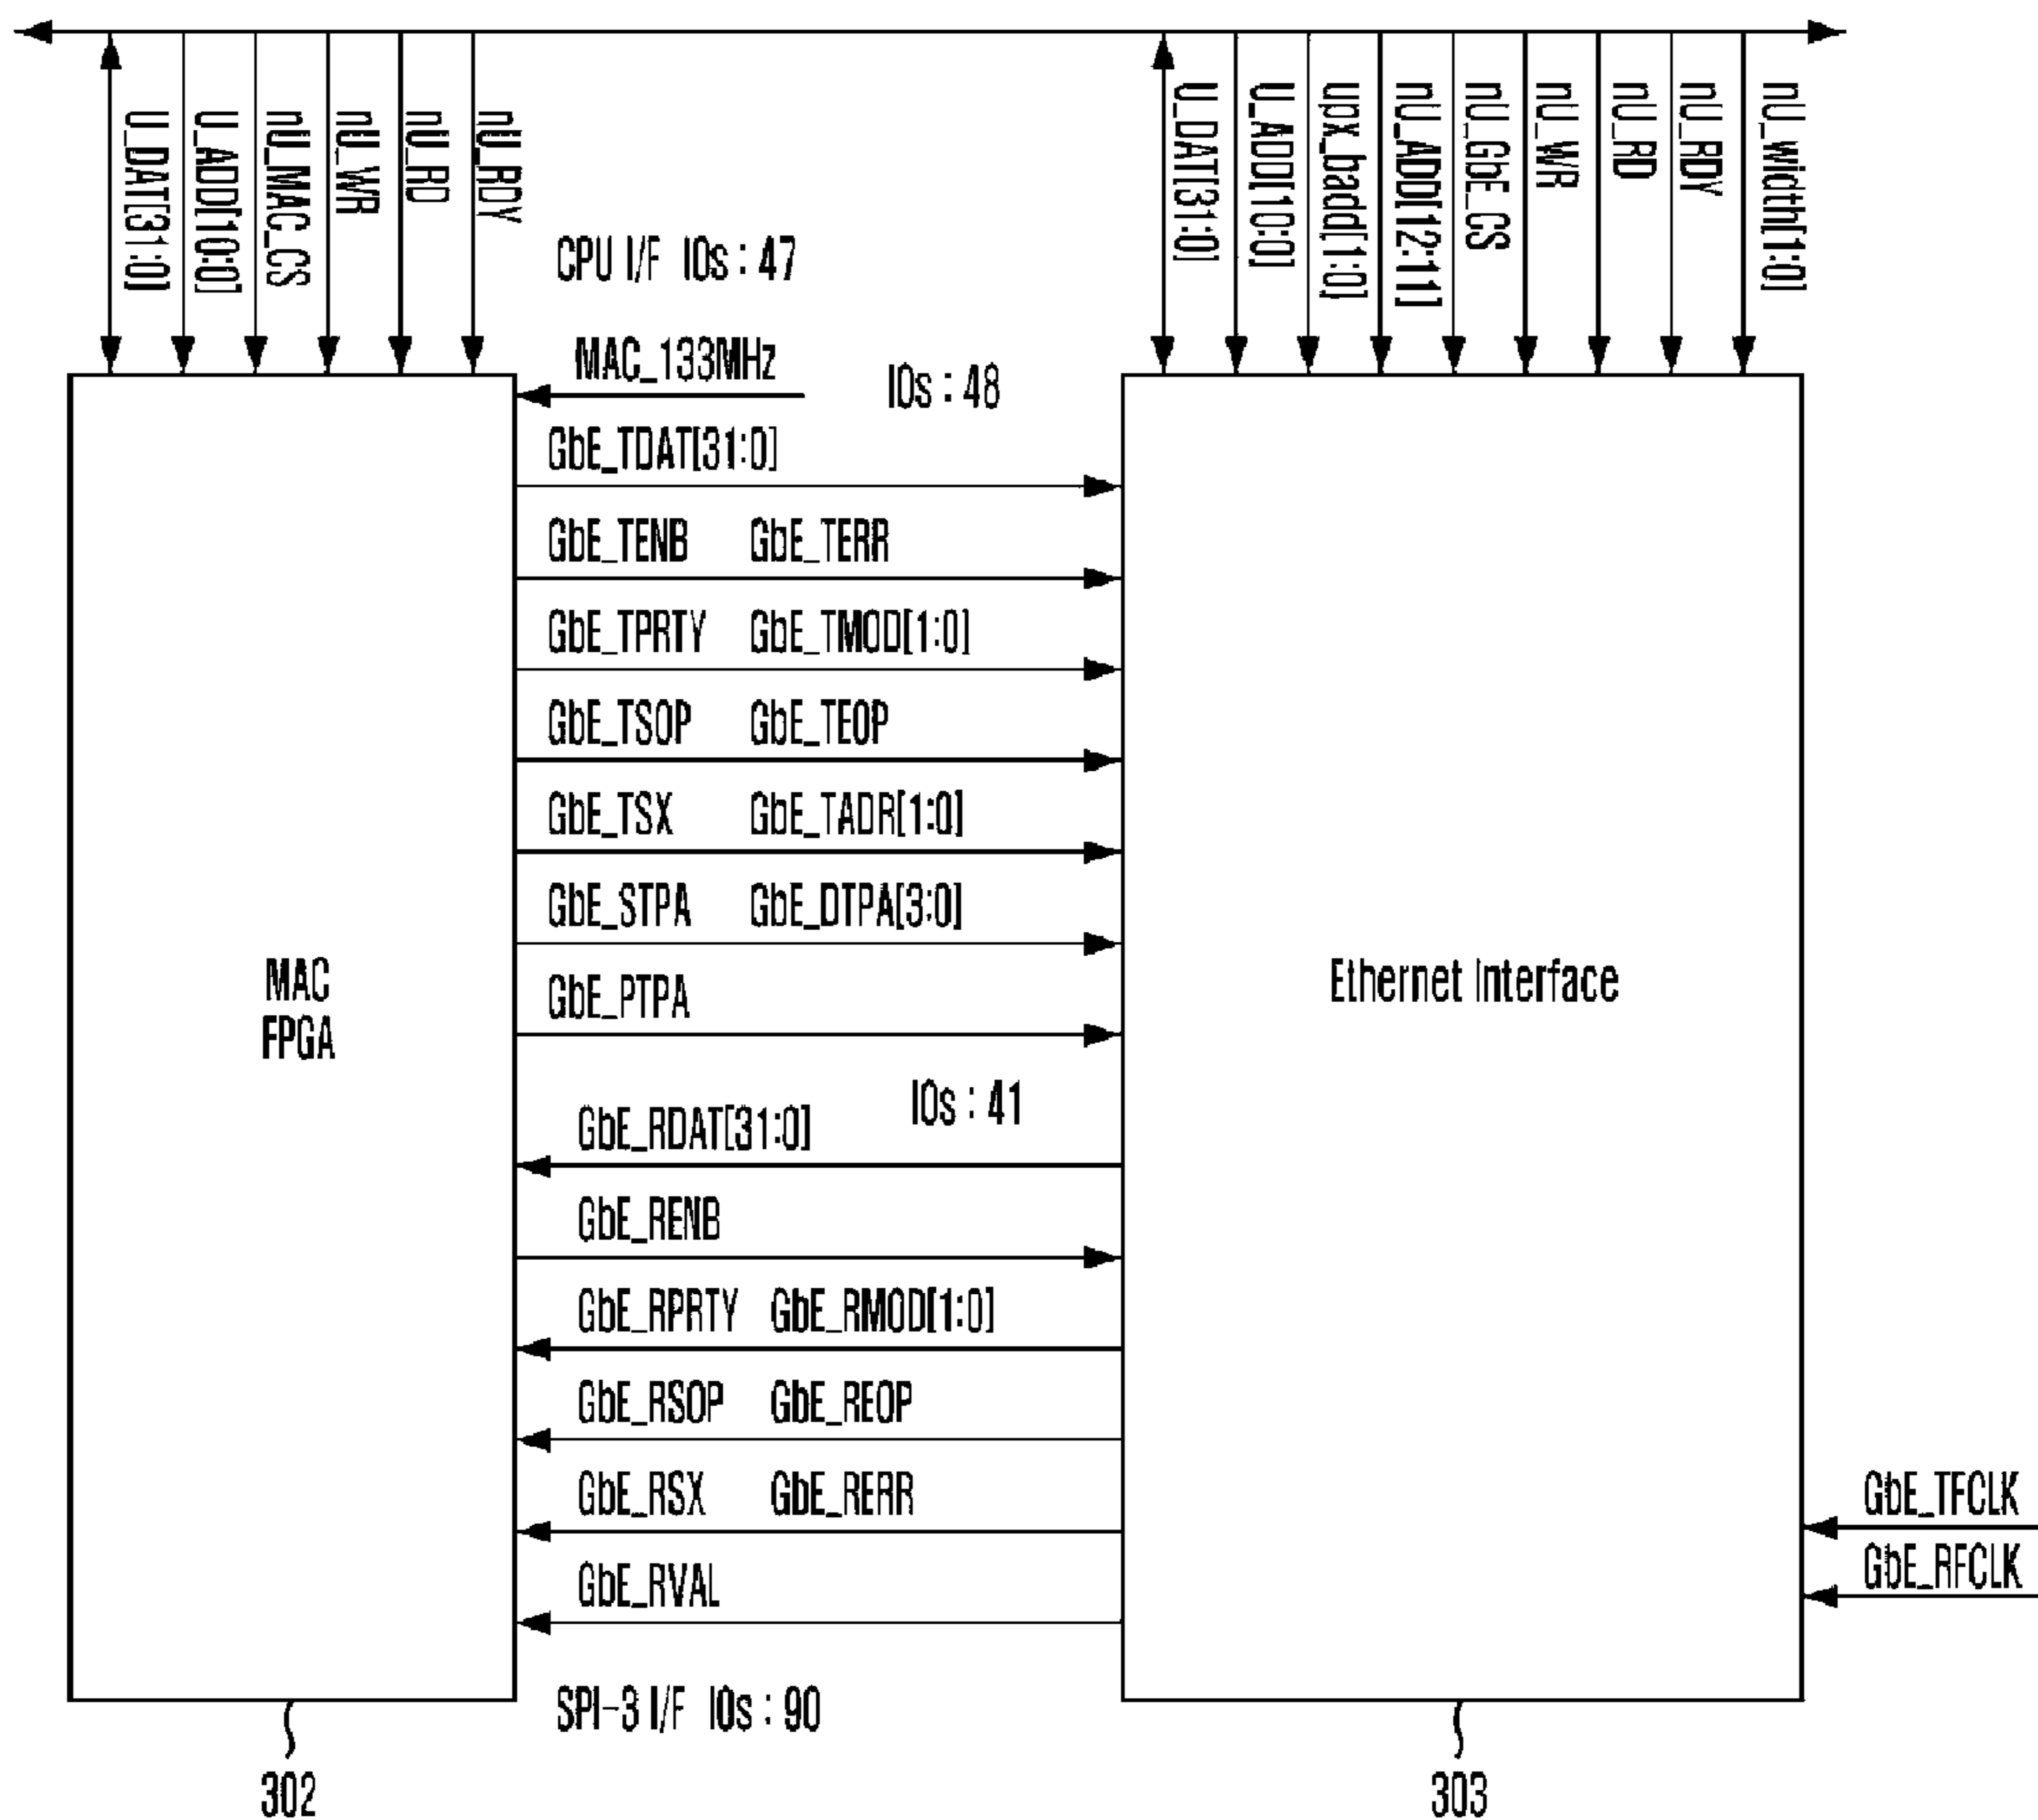 U_DAT[31:0]
U_ADD[10:0]
nU_MAC_CS
nU_WR
nU_RD
nU_RDY
U_DAT[31:0]
U_ADD[10:0]
upx_badd[1:0]
nU_ADD[12:11]
nU_GbE_CS
nU_WR
nU_RD
nU_RDY
nU_width[1:0]
CPU I/F IOs : 47
MAC_133MHz
IOs : 48
GbE_TDAT[31:0]
GbE_TENB GbE_TERR
GbE_TPRTY GbE_TMOD[1:0]
GbE_TSOP GbE_TEOP
GbE_TSX GbE_TADR[1:0]
GbE_STPA GbE_DTPA[3:0]
GbE_PTPA
MAC
FPGA
Ethernet Interface
IOs : 41
GbE_RDAT[31:0]
GbE_RENB
GbE_RPRTY GbE_RMOD[1:0]
GbE_RSOP GbE_REOP
GbE_RSX GbE_RERR
GbE_RVAL
GbE_TFCLK
GbE_RFCLK
SPI-3 I/F IOs : 90
302
303